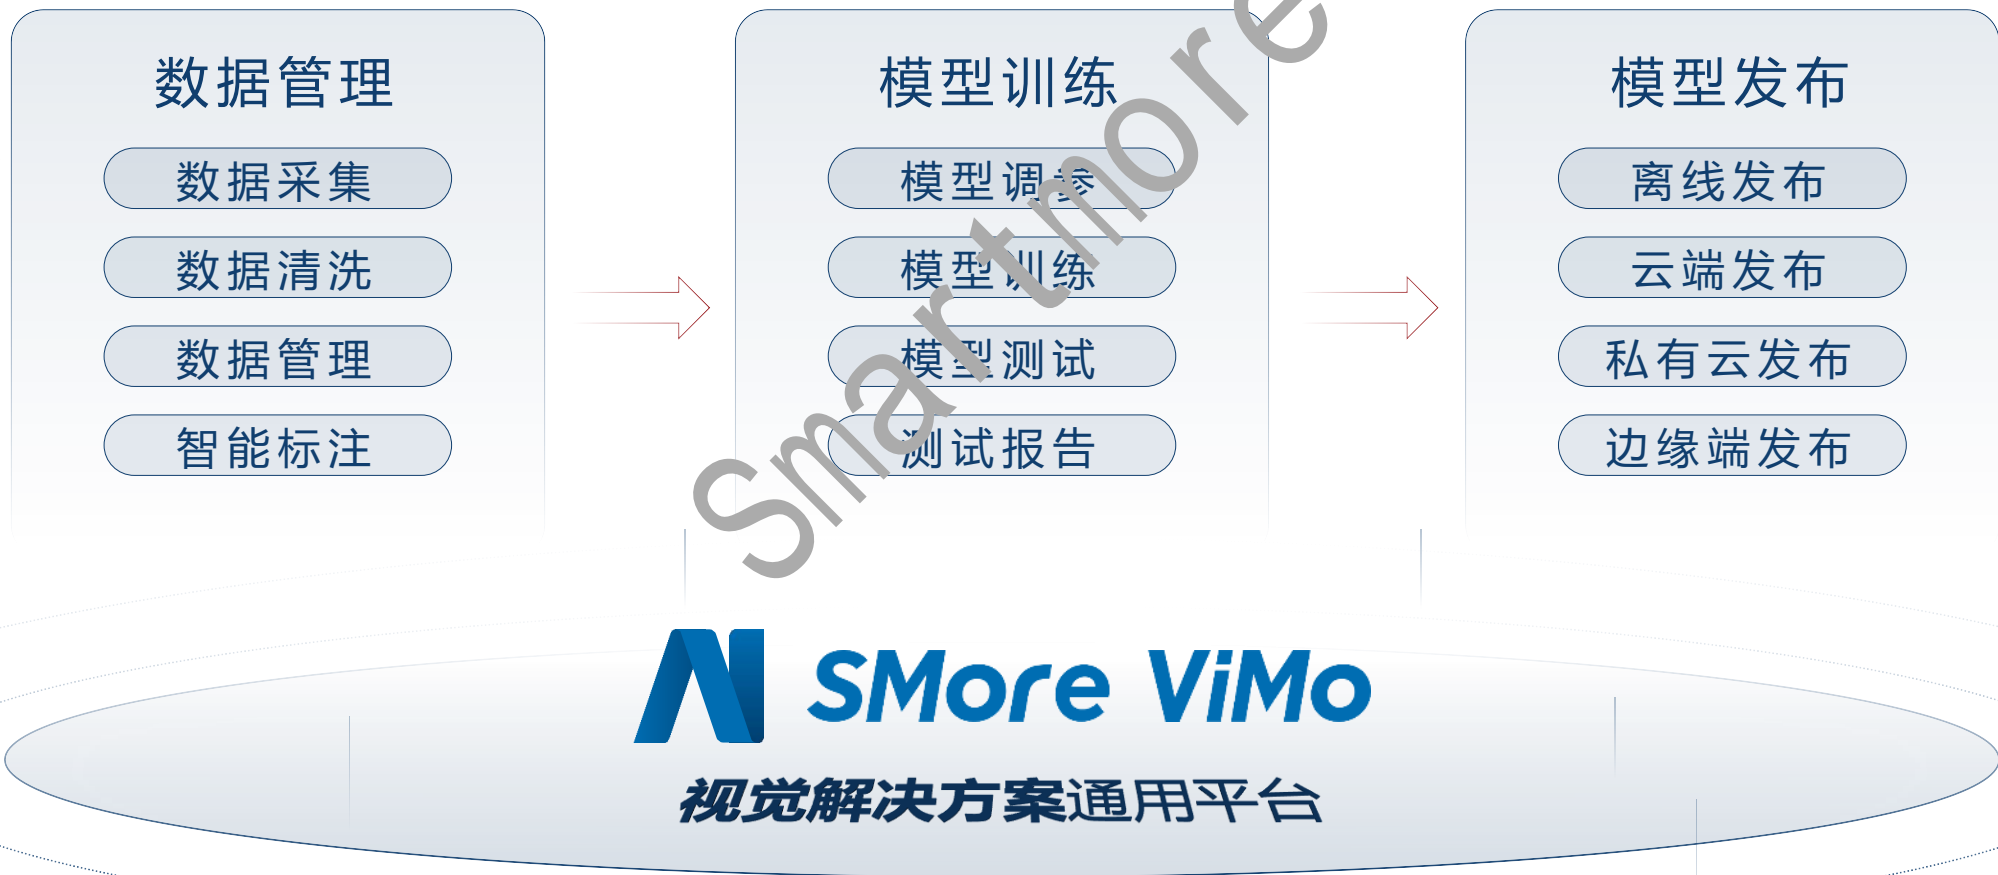 数据管理
数据采集
数据清洗
数据管理
智能标注
模型训练
模型调参
模型训练
模型测试
测试报告
模型发布
离线发布
云端发布
私有云发布
边缘端发布
Smartmore
SMore ViMo
视觉解决方案通用平台